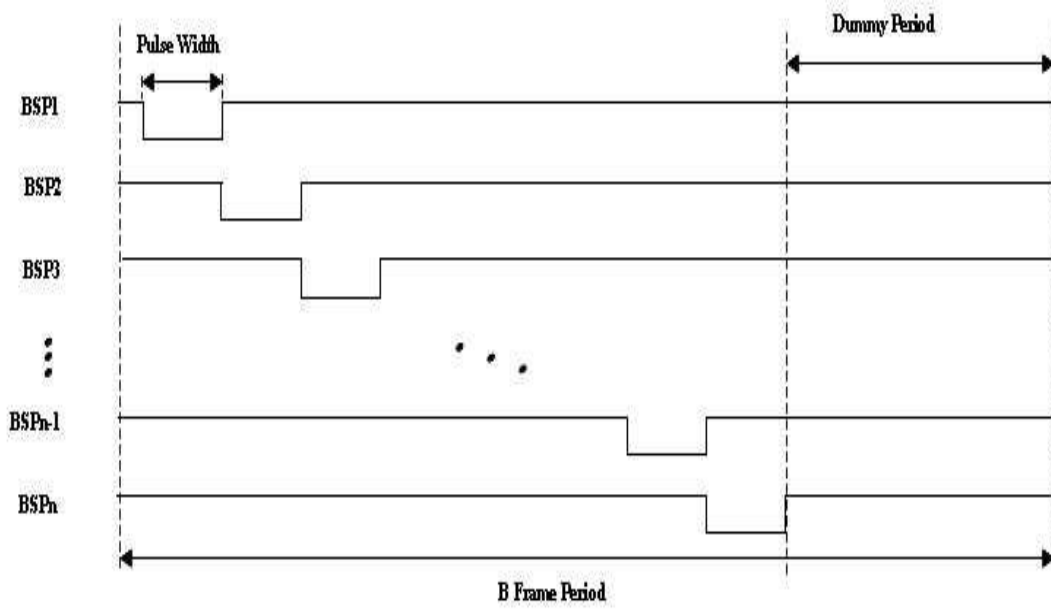 Dummy Period
Pulse Width
BSP1
BSP2
BSP3
BSPn-1
BSPn
B Frame Period